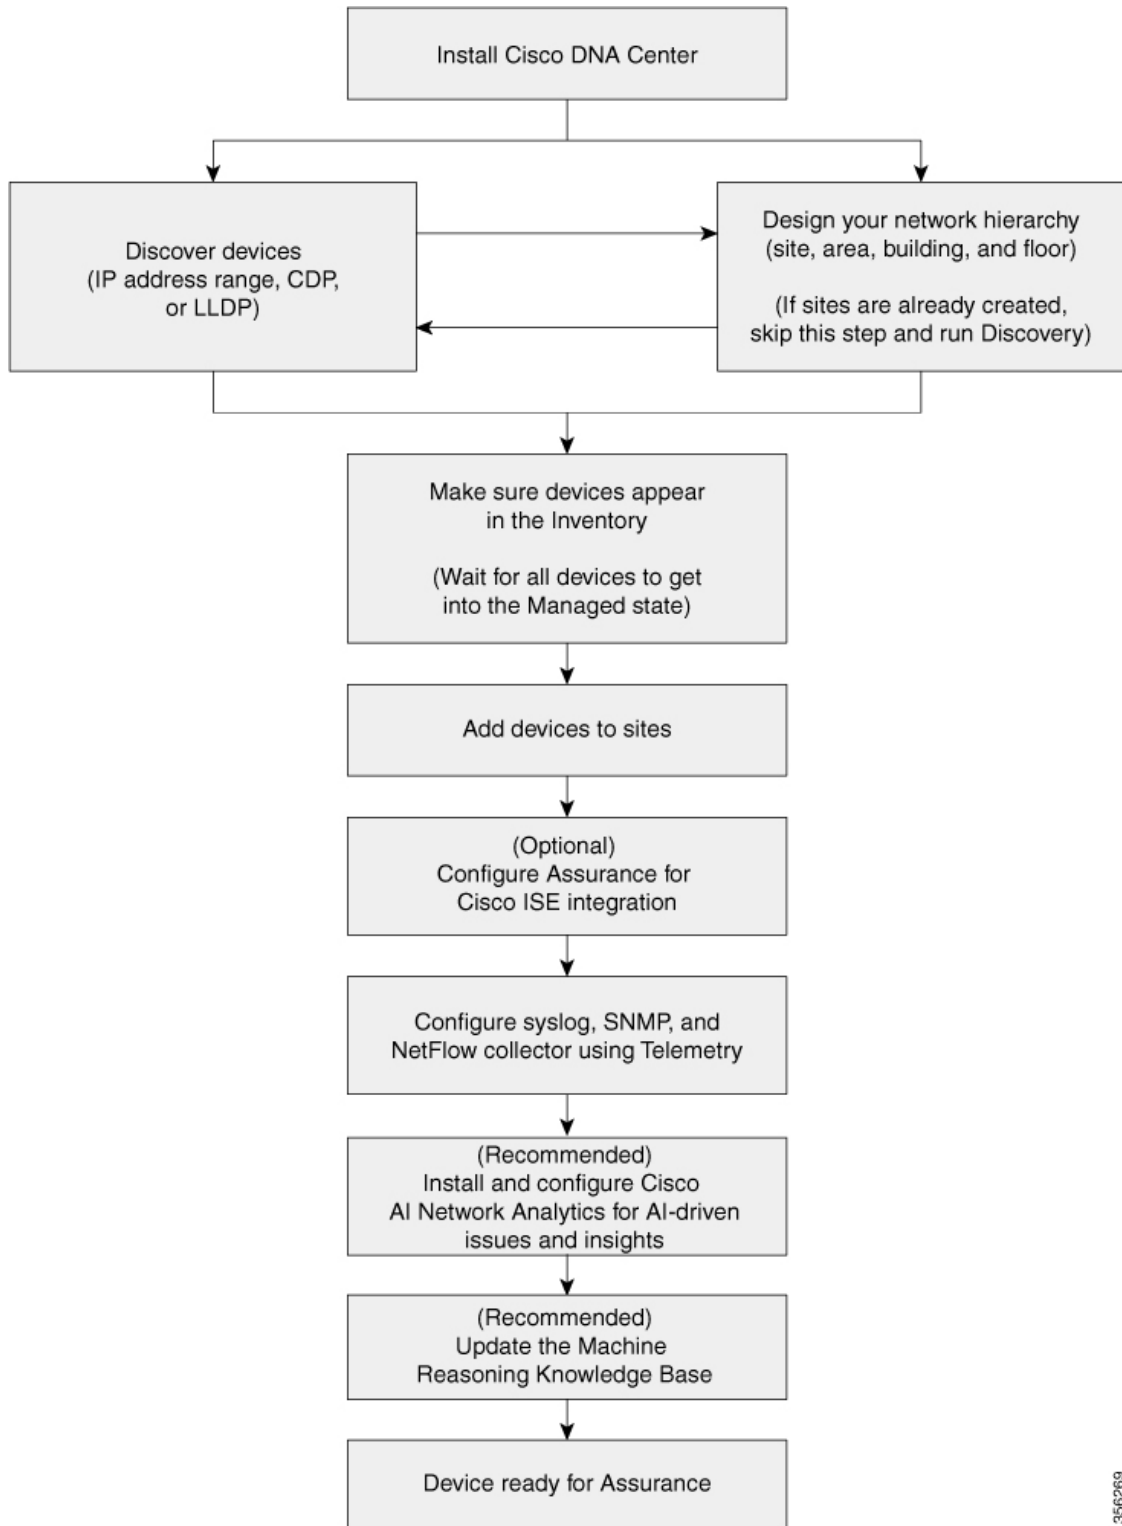 Install Cisco DNA Center
Discover devices
(IP address range, CDP,
or LLDP)
Design your network hierarchy
(site, area, building, and floor)
(If sites are already created,
skip this step and run Discovery)
Make sure devices appear
in the Inventory
(Wait for all devices to get
into the Managed state)
Add devices to sites
(Optional)
Configure Assurance for
Cisco ISE integration
Configure syslog, SNMP, and
NetFlow collector using Telemetry
(Recommended)
Install and configure Cisco
AI Network Analytics for AI-driven
issues and insights
(Recommended)
Update the Machine
Reasoning Knowledge Base
Device ready for Assurance
356269